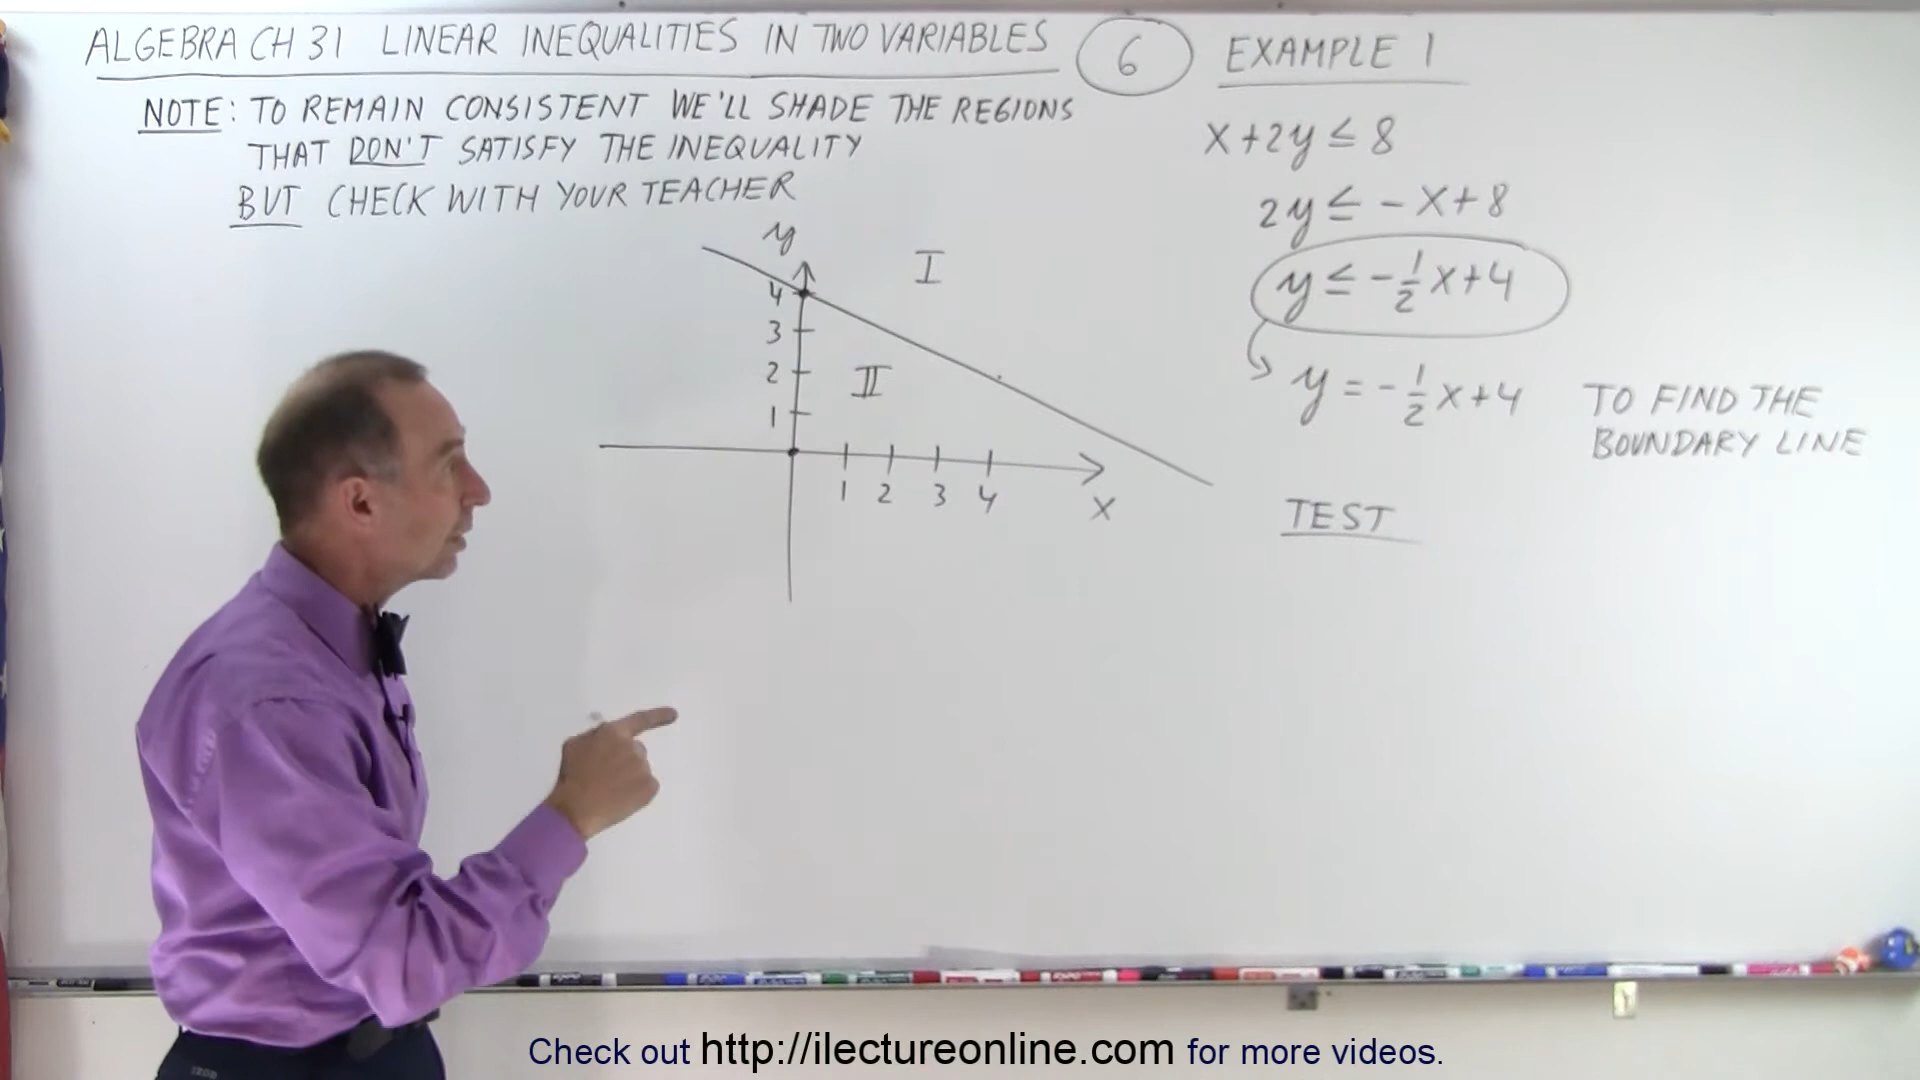 ALGEBRA CH 31 LINEAR INEQUALITIES IN TWO VARIABLES 6 EXAMPLE 1
NOTE: TO REMAIN CONSISTENT WE'LL SHADE THE REGIONS
THAT DON'T SATISFY THE INEQUALITY
BUT CHECK WITH YOUR TEACHER
x+2y ≤ 8
2y ≤ -x+8
y ≤ -1/2 x+4
y = -1/2 x+4 TO FIND THE
BOUNDARY LINE
TEST
y
I
4
3
2
II
1
1 2 3 4
x
Check out http://ilectureonline.com for more videos.